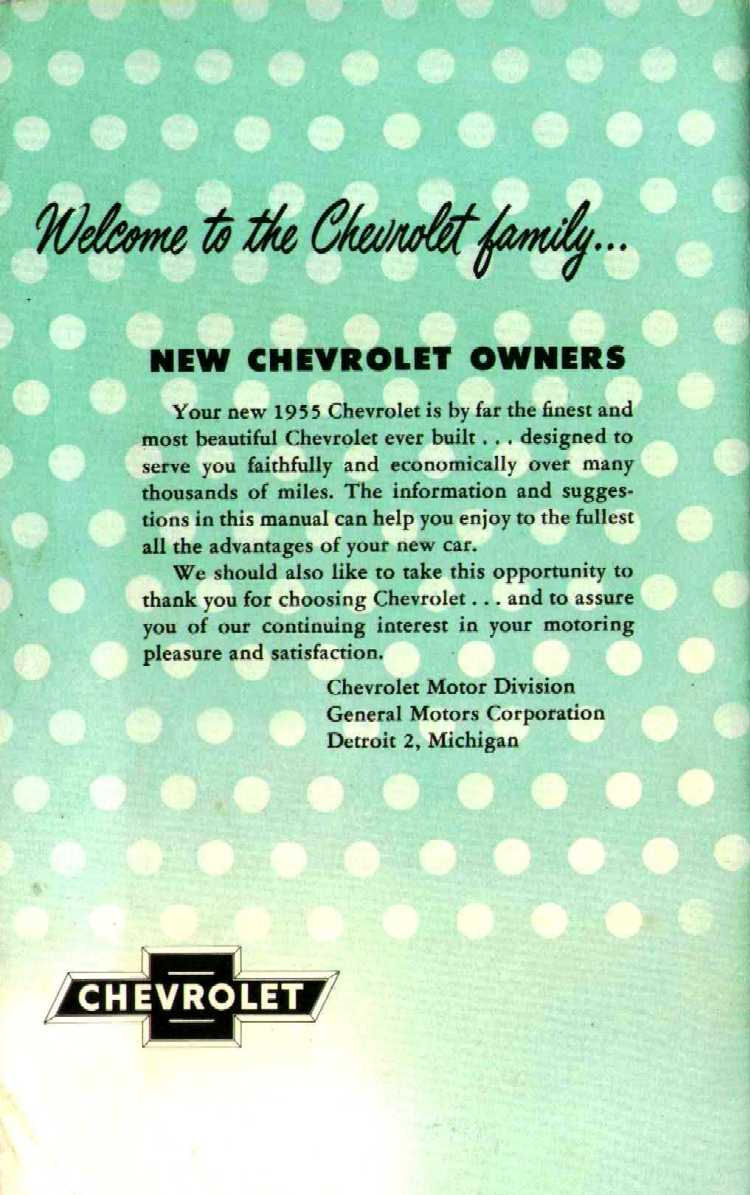 Welcome to the Chevrolet family...
NEW CHEVROLET OWNERS
Your new 1955 Chevrolet is by far the finest and
most beautiful Chevrolet ever built . . . designed to
serve you faithfully and economically over many
thousands of miles. The information and sugges-
tions in this manual can help you enjoy to the fullest
all the advantages of your new car.
We should also like to take this opportunity to
thank you for choosing Chevrolet . . . and to assure
you of our continuing interest in your motoring
pleasure and satisfaction.
Chevrolet Motor Division
General Motors Corporation
Detroit 2, Michigan
CHEVROLET